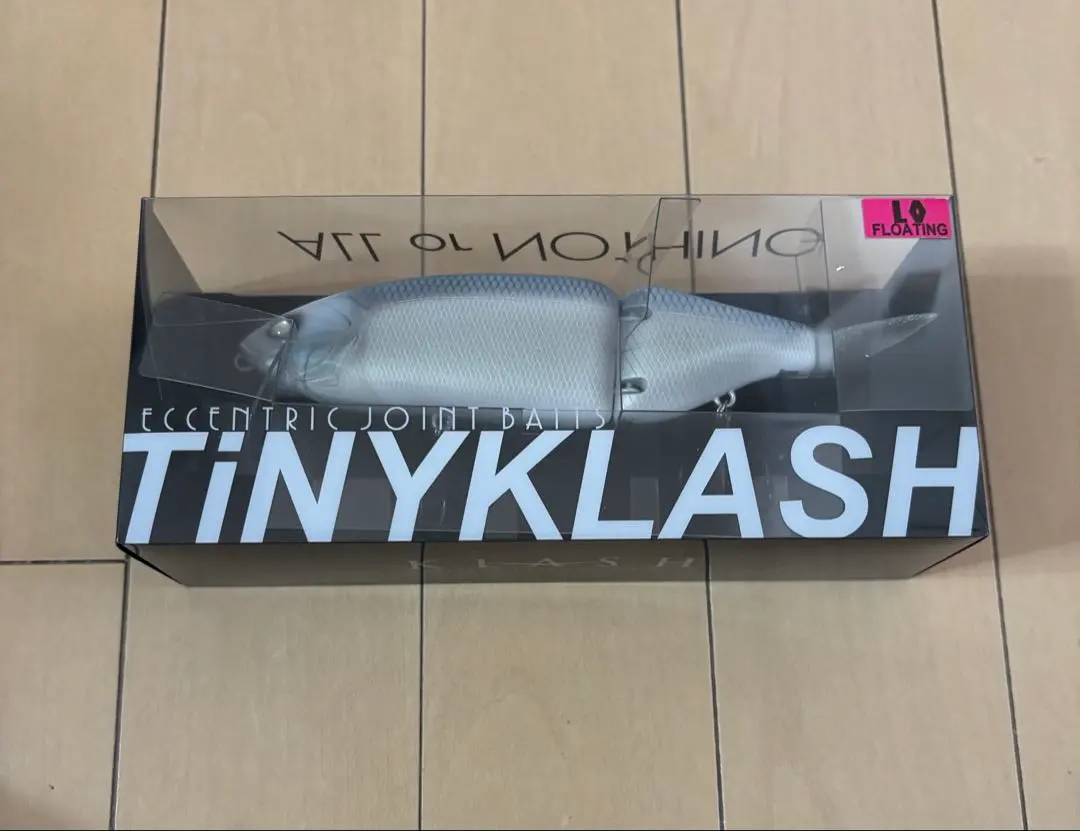 ALL or NOTHING
LO
FLOATING
ECCENTRIC JOINT BAITS
TiNYKLASH
KLASH